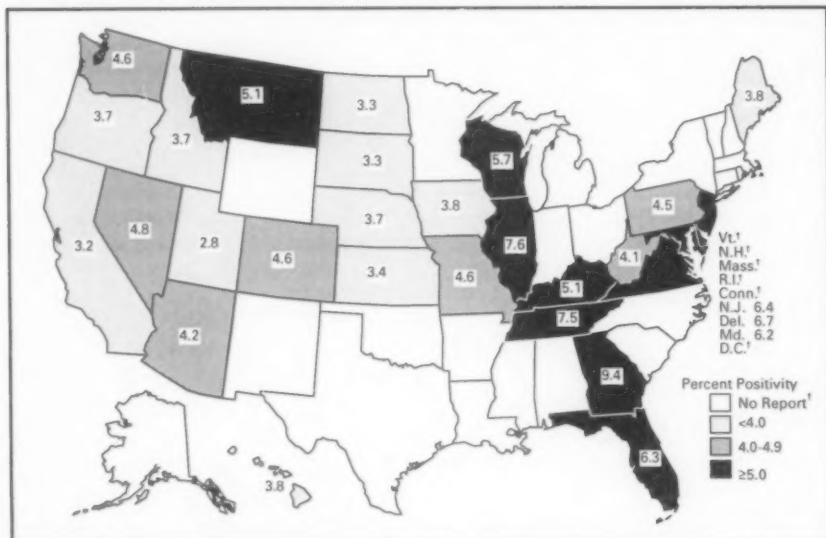 4.6
5.1
3.3
3.8
3.7
3.7
3.3
5.7
3.7
3.8
4.5
4.8
2.8
4.6
7.6
4.1
3.2
3.4
4.6
5.1
4.2
7.5
9.4
6.3
3.8
Vt.†
N.H.†
Mass.†
R.I.†
Conn.†
N.J. 6.4
Del. 6.7
Md. 6.2
D.C.†
Percent Positivity
No Report†
<4.0
4.0-4.9
≥5.0